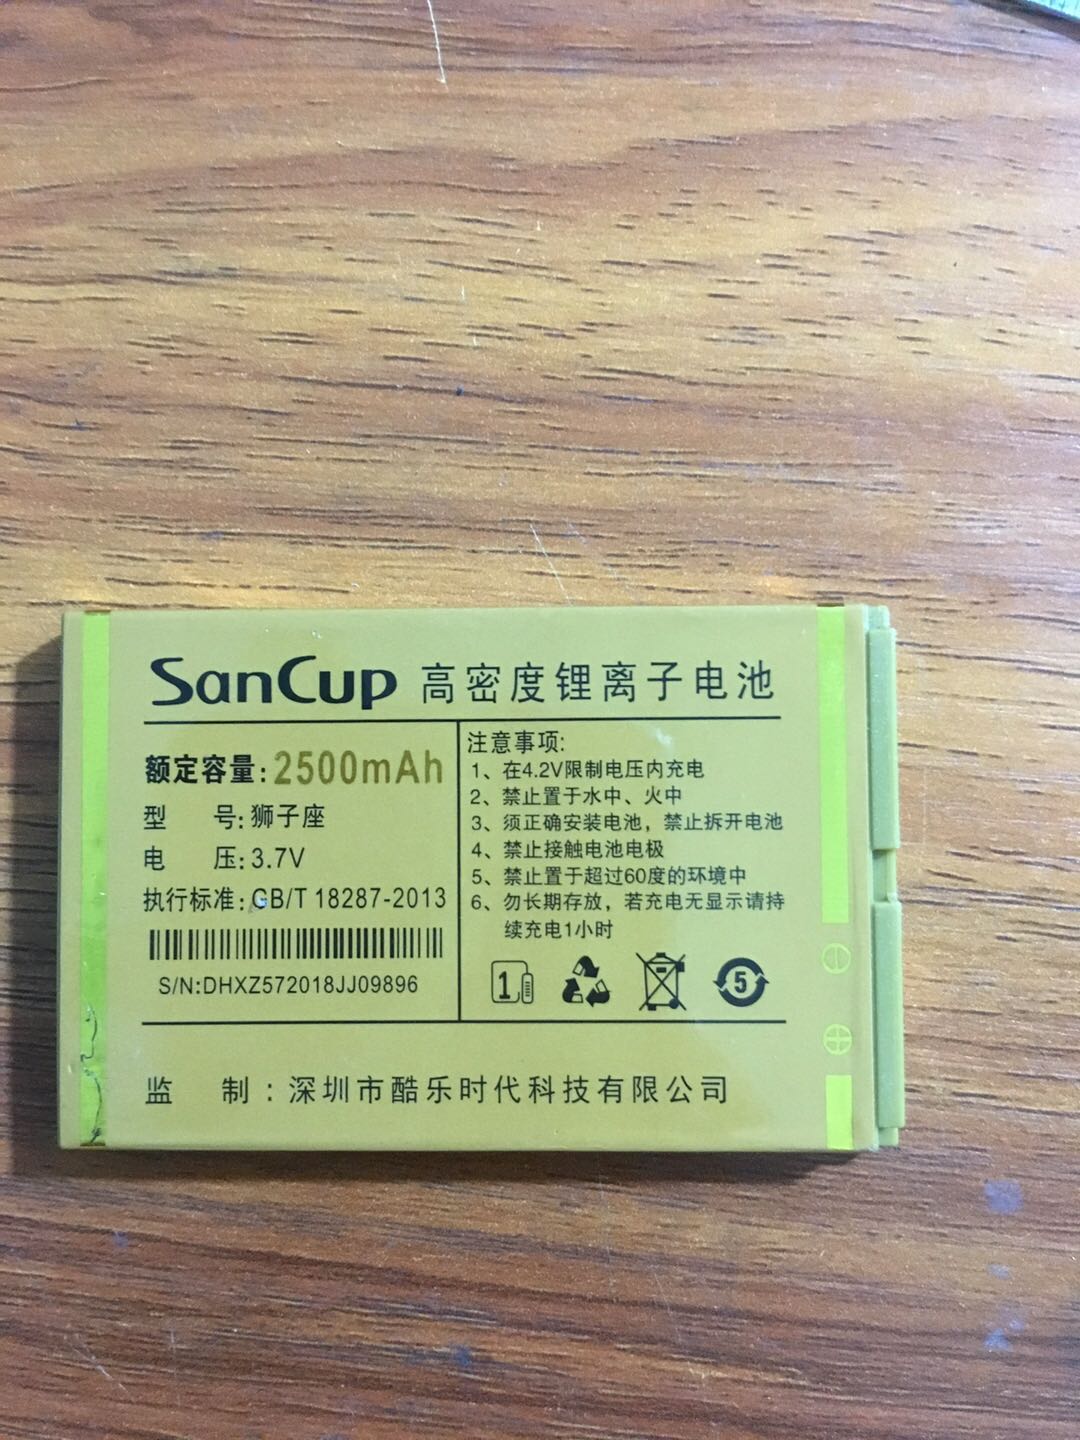 SanCup 高密度锂离子电池
额定容量:2500mAh
型 号:狮子座
电 压:3.7V
执行标准:GB/T 18287-2013
S/N:DHXZ572018JJ09896
注意事项:
1、在4.2V限制电压内充电
2、禁止置于水中、火中
3、须正确安装电池，禁止拆开电池
4、禁止接触电池电极
5、禁止置于超过60度的环境中
6、勿长期存放，若充电无显示请持
续充电1小时
1
5
⊖
⊕
监 制:深圳市酷乐时代科技有限公司